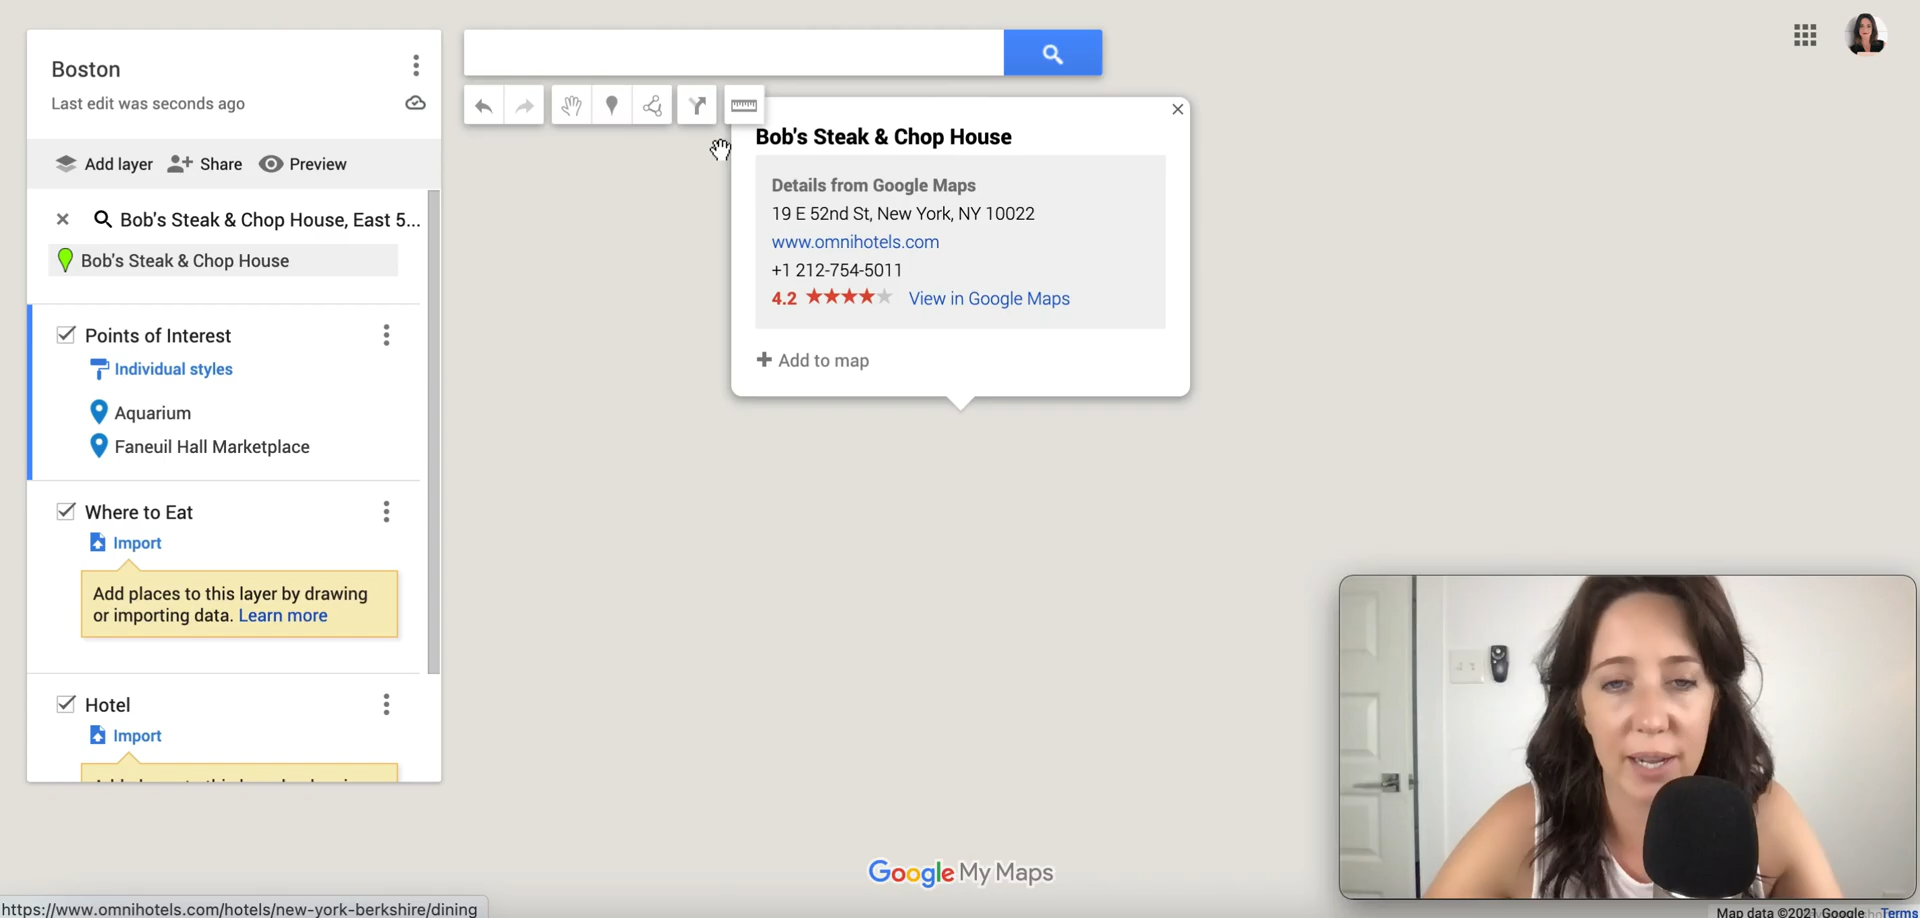 Boston
Last edit was seconds ago
Add layer
Share
Preview
Bob's Steak & Chop House, East 5...
Bob's Steak & Chop House
Points of Interest
Individual styles
Aquarium
Faneuil Hall Marketplace
Where to Eat
Import
Add places to this layer by drawing
or importing data. Learn more
Hotel
Import
Bob's Steak & Chop House
Details from Google Maps
19 E 52nd St, New York, NY 10022
www.omnihotels.com
+1 212-754-5011
4.2 View in Google Maps
Add to map
Google My Maps
https://www.omnihotels.com/hotels/new-york-berkshire/dining
Map data ©2021 Google Terms